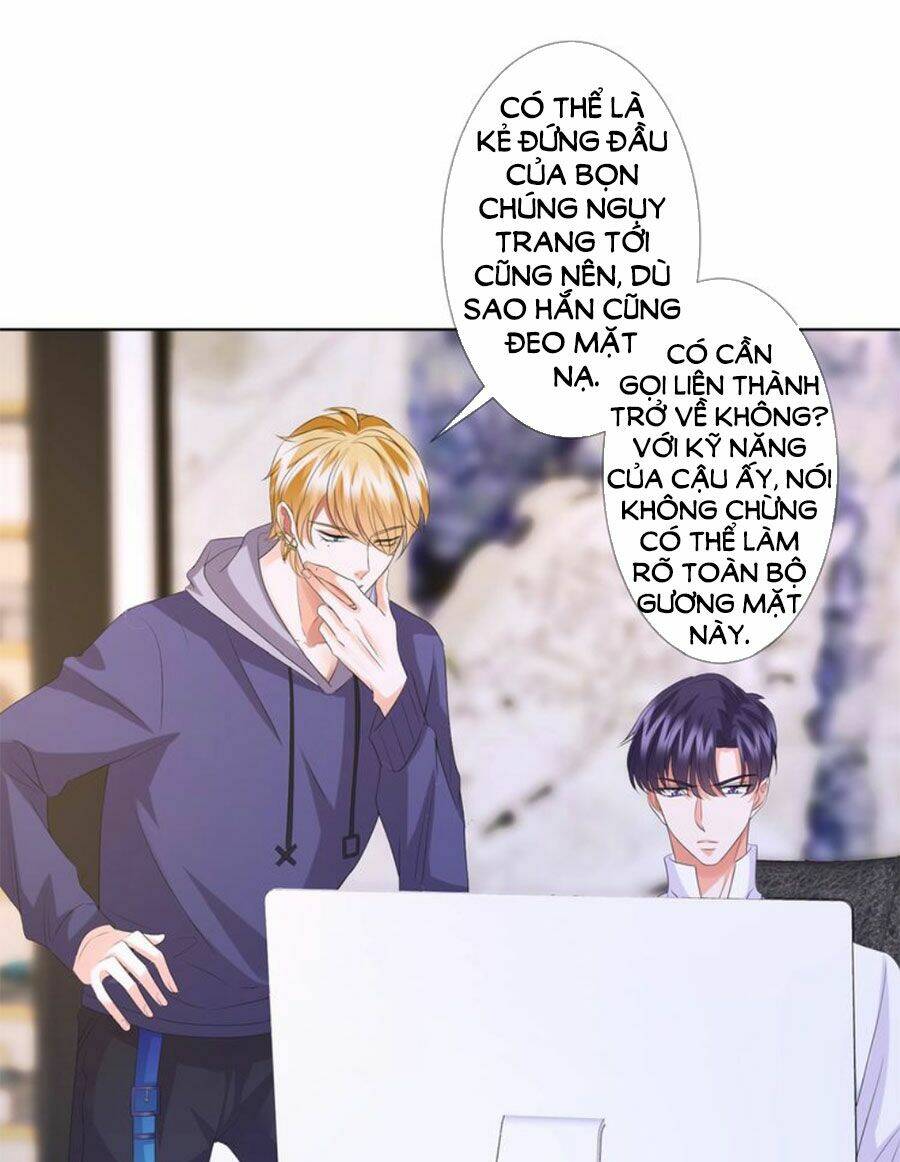 CÓ THỂ LÀ
KẺ ĐỨNG ĐẦU
CỦA BỌN
CHÚNG NGỤY
TRANG TỚI
CŨNG NÊN, DÙ
SAO HẮN CŨNG
ĐEO MẶT
NẠ.
CÓ CẦN
GỌI LIÊN THÀNH
TRỞ VỀ KHÔNG?
VỚI KỸ NĂNG
CỦA CẬU ẤY, NÓI
KHÔNG CHỪNG
CÓ THỂ LÀM
RÕ TOÀN BỘ
GƯƠNG MẶT
NÀY.